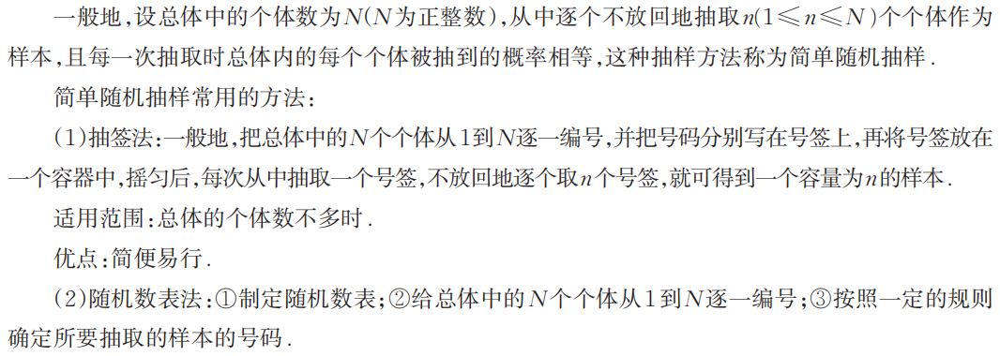 一般地,设总体中的个体数为N(N为正整数),从中逐个不放回地抽取n(1≤n≤N)个个体作为
样本,且每一次抽取时总体内的每个个体被抽到的概率相等,这种抽样方法称为简单随机抽样.
简单随机抽样常用的方法:
(1)抽签法:一般地,把总体中的N个个体从1到N逐一编号,并把号码分别写在号签上,再将号签放在
一个容器中,摇匀后,每次从中抽取一个号签,不放回地逐个取n个号签,就可得到一个容量为n的样本.
适用范围:总体的个体数不多时.
优点:简便易行.
(2)随机数表法:①制定随机数表;②给总体中的N个个体从1到N逐一编号;③按照一定的规则
确定所要抽取的样本的号码.